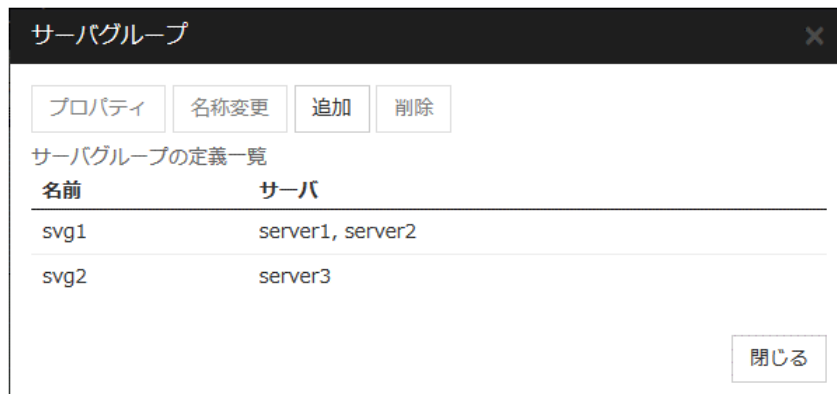 サーバグループ ×
プロパティ 名称変更 追加 削除
サーバグループの定義一覧
名前 サーバ
svg1 server1, server2
svg2 server3
閉じる